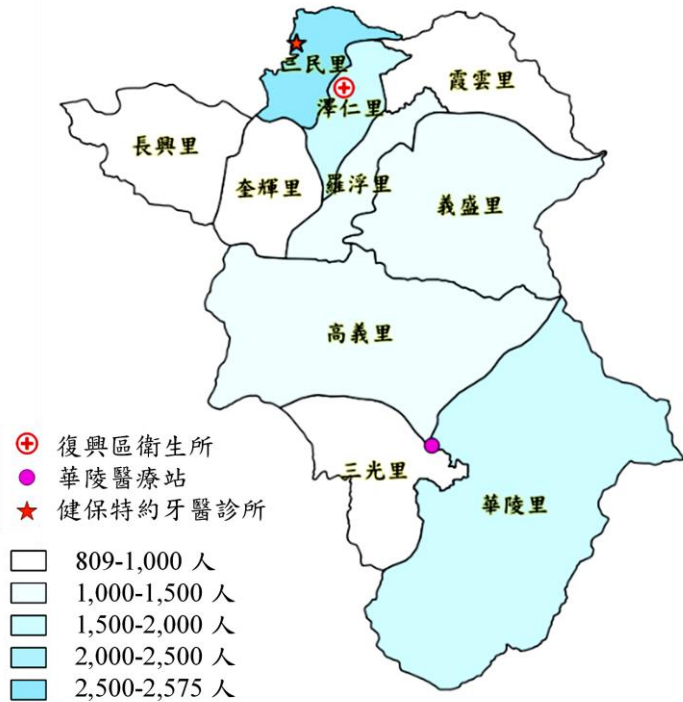 三民里
霞雲里
澤仁里
長興里
奎輝里
羅浮里
義盛里
高義里
三光里
華陵里
復興區衛生所
華陵醫療站
健保特約牙醫診所
809-1,000 人
1,000-1,500 人
1,500-2,000 人
2,000-2,500 人
2,500-2,575 人